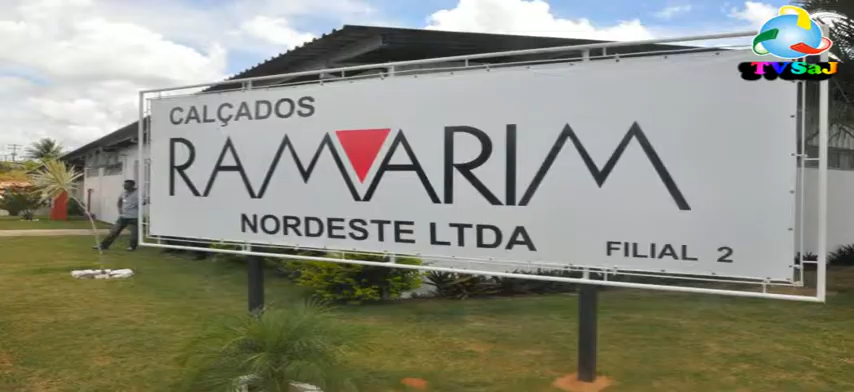 TVSaJ
CALÇADOS
RAMARIM
NORDESTE LTDA
FILIAL 2